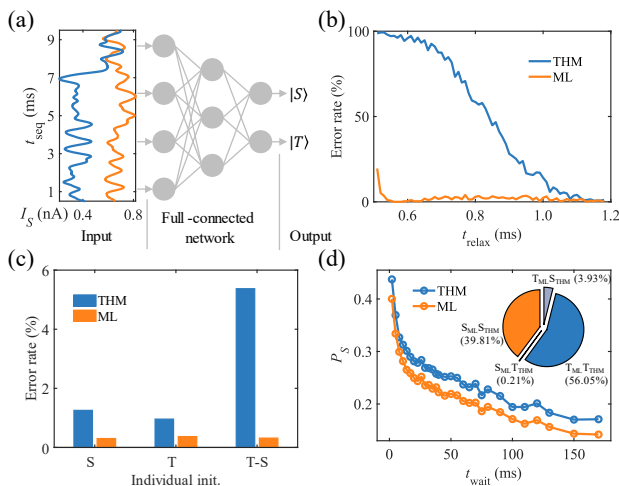 (a)
9
7
5
3
1
t_seq (ms)
I_S (nA)
0.4
0.8
|S⟩
|T⟩
Input
Full-connected
network
Output
(b)
100
50
0
Error rate (%)
THM
ML
0.6
0.8
1.0
1.2
t_relax (ms)
(c)
6
4
2
0
Error rate (%)
THM
ML
S
T
T-S
Individual init.
(d)
0.4
0.3
0.2
P_S
THM
ML
T_ML S_THM (3.93%)
S_ML S_THM
(39.81%)
S_ML T_THM
(0.21%)
T_ML T_THM
(56.05%)
0
50
100
150
t_wait (ms)